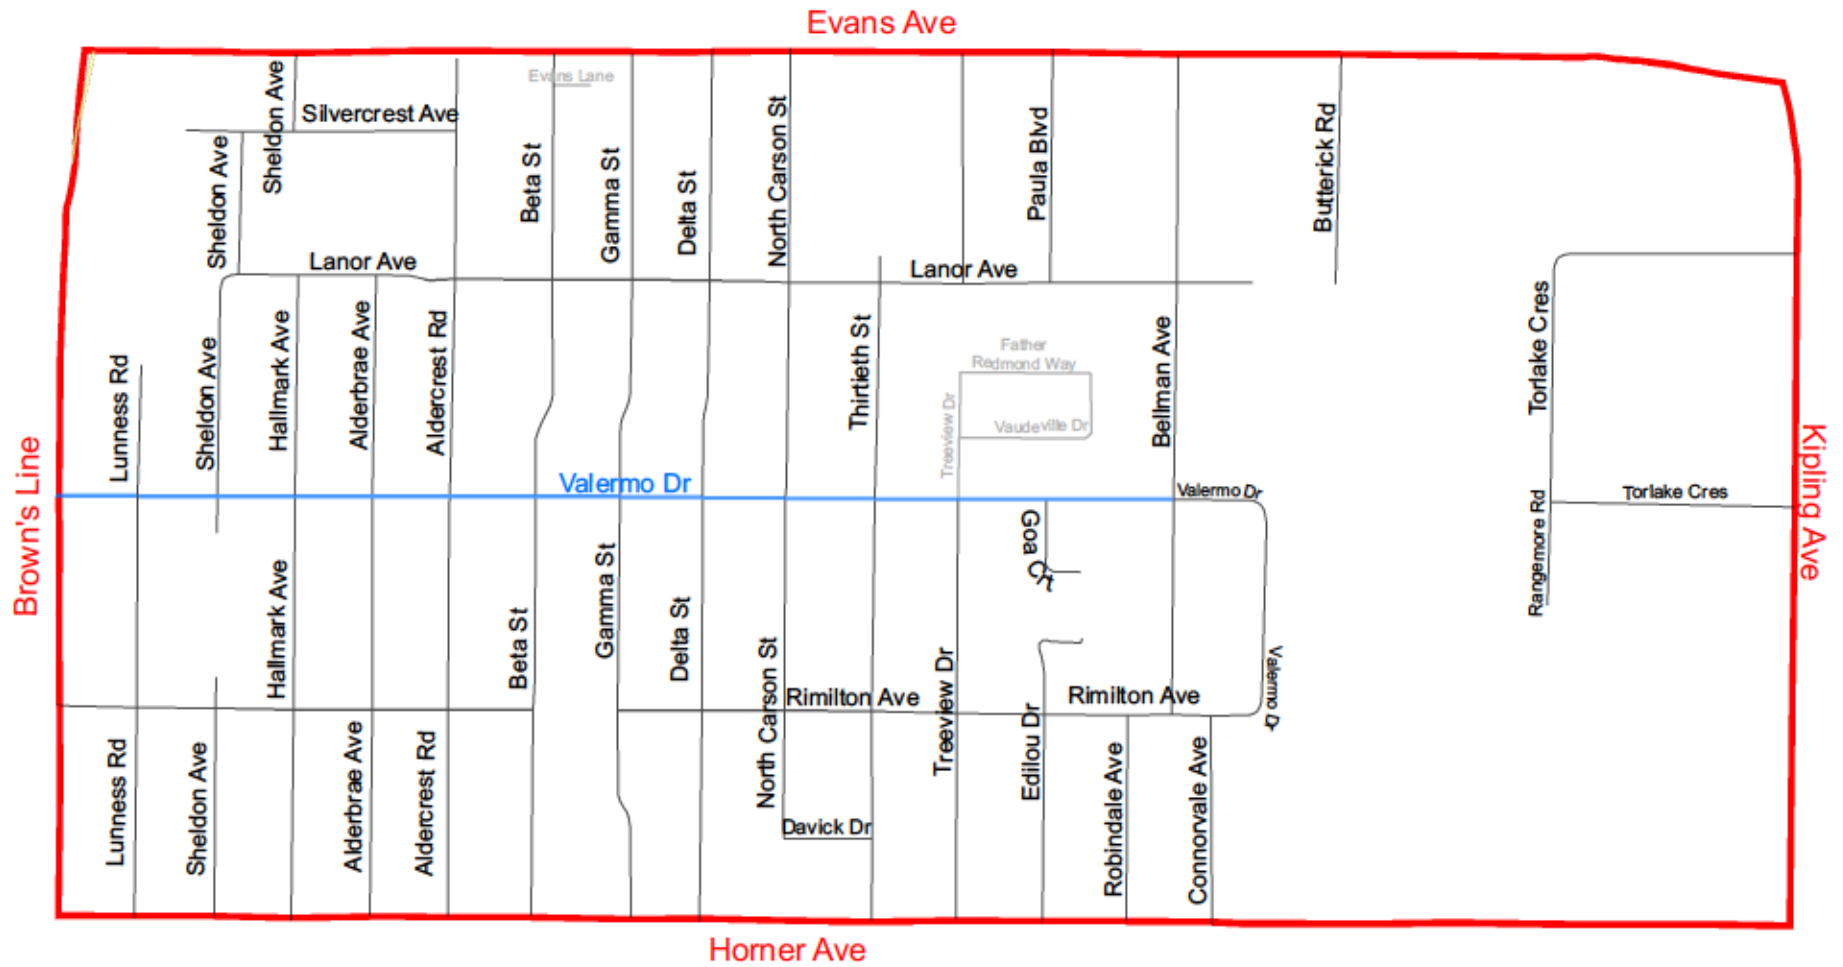 Evans Ave
Sheldon Ave
Evans Lane
Silvercrest Ave
North Carson St
Butterick Rd
Paula Blvd
Sheldon Ave
Beta St
Gamma St
Delta St
Lanor Ave
Lanor Ave
Torlake Cres
Hallmark Ave
Alderbrae Ave
Aldercrest Rd
Thirtieth St
Bellman Ave
Father
Redmond Way
Lunness Rd
Sheldon Ave
Treeview Dr
Vaudeville Dr
Kipling Ave
Brown's Line
Valermo Dr
Valermo Dr
Torlake Cres
Rangemore Rd
Goa Crt
Gamma St
Hallmark Ave
Beta St
Delta St
North Carson St
Treeview Dr
Valermo Dr
Rimilton Ave
Rimilton Ave
Edilou Dr
Lunness Rd
Sheldon Ave
Alderbrae Ave
Aldercrest Rd
Davick Dr
Robindale Ave
Connorvale Ave
Horner Ave